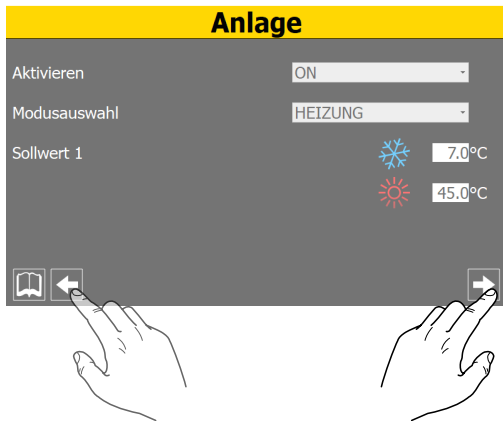 Anlage
Aktivieren ON
Modusauswahl HEIZUNG
Sollwert 1 7.0°C
45.0°C